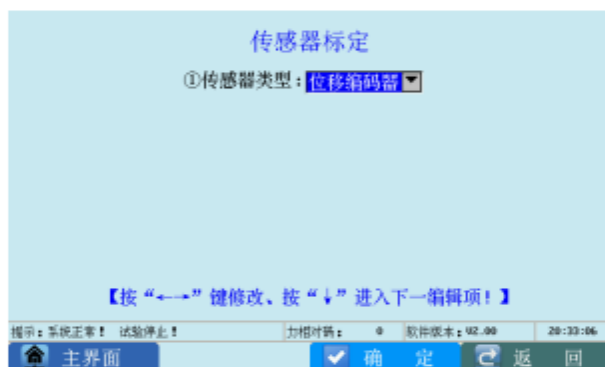 传感器标定
①传感器类型：位移编码器
【按“←→”键修改、按“↓”进入下一编辑项！】
提示：系统正常！ 试验停止！ 力相对码： 0 软件版本：V2.00 20:33:06
主界面 确 定 返 回